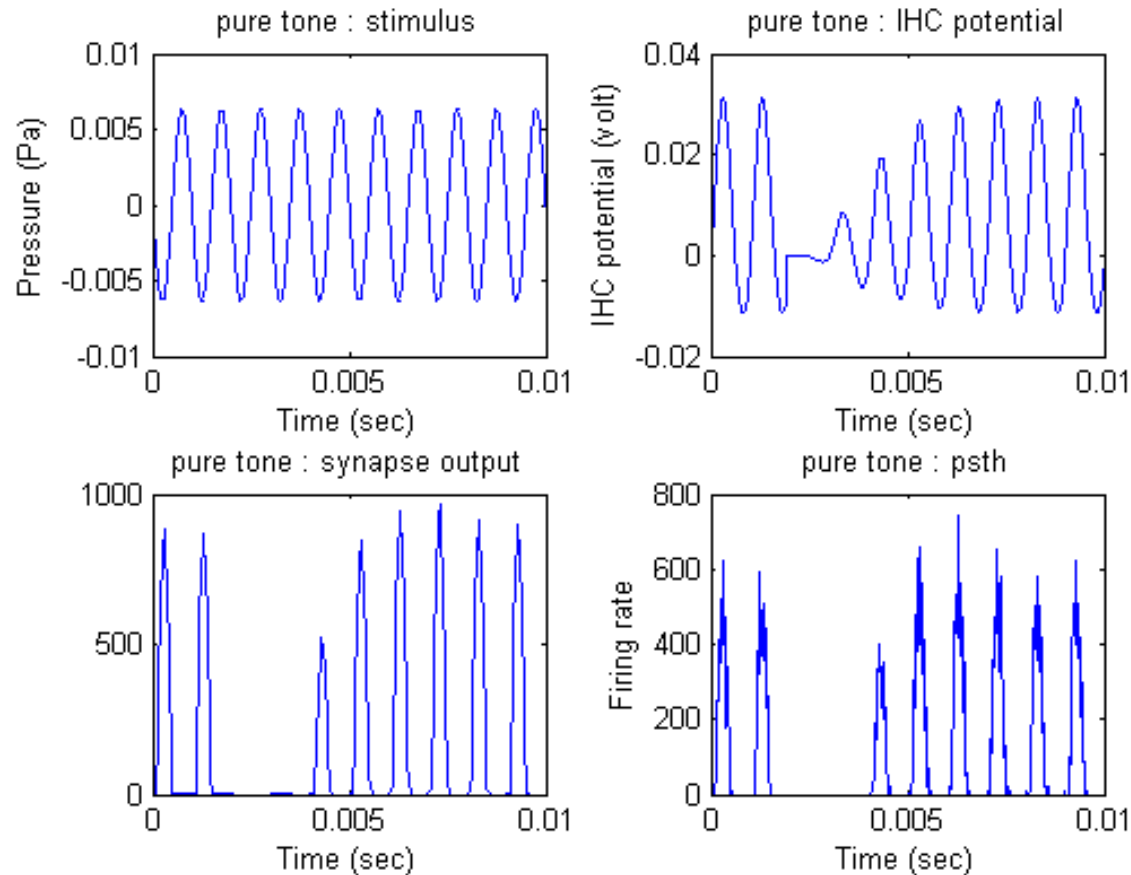 pure tone : stimulus
0.01
0.005
0
-0.005
-0.01
Pressure (Pa)
0
0.005
0.01
Time (sec)
pure tone : IHC potential
0.04
0.02
0
-0.02
IHC potential (volt)
0
0.005
0.01
Time (sec)
pure tone : synapse output
1000
500
0
0
0.005
0.01
Time (sec)
pure tone : psth
800
600
400
200
0
Firing rate
0
0.005
0.01
Time (sec)